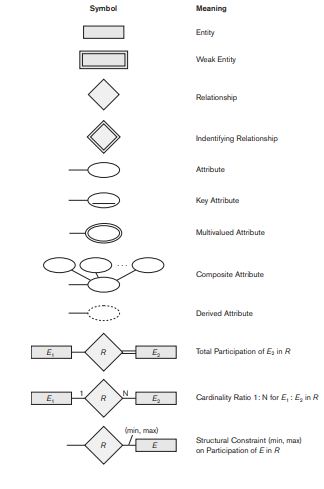 Symbol Meaning
Entity
Weak Entity
Relationship
Indentifying Relationship
Attribute
Key Attribute
Multivalued Attribute
. . .
Composite Attribute
Derived Attribute
E1 R E2 Total Participation of E2 in R
E1 1 R N E2 Cardinality Ratio 1: N for E1 : E2 in R
(min, max)
R E Structural Constraint (min, max)
on Participation of E in R